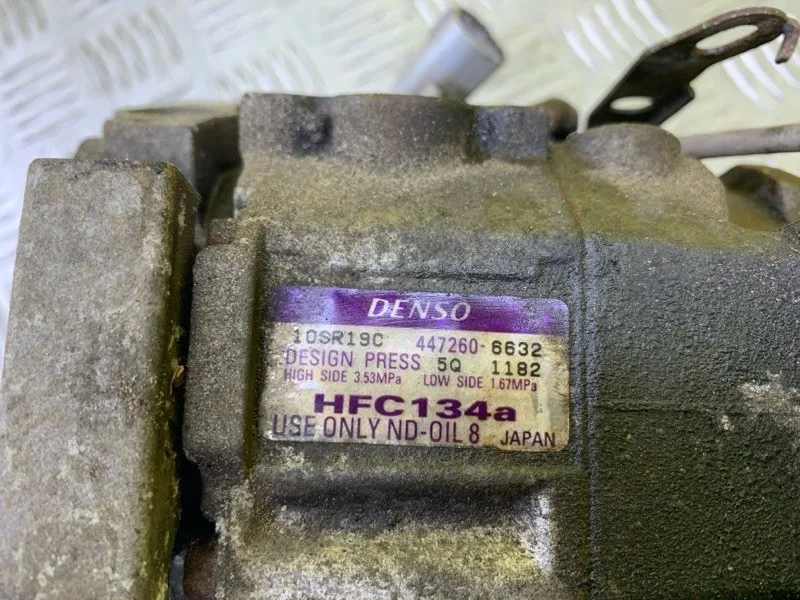 DENSO
10SR19C 447260-6632
DESIGN PRESS 5Q 1182
HIGH SIDE 3.53MPa LOW SIDE 1.67MPa
HFC134a
USE ONLY ND-OIL 8 JAPAN